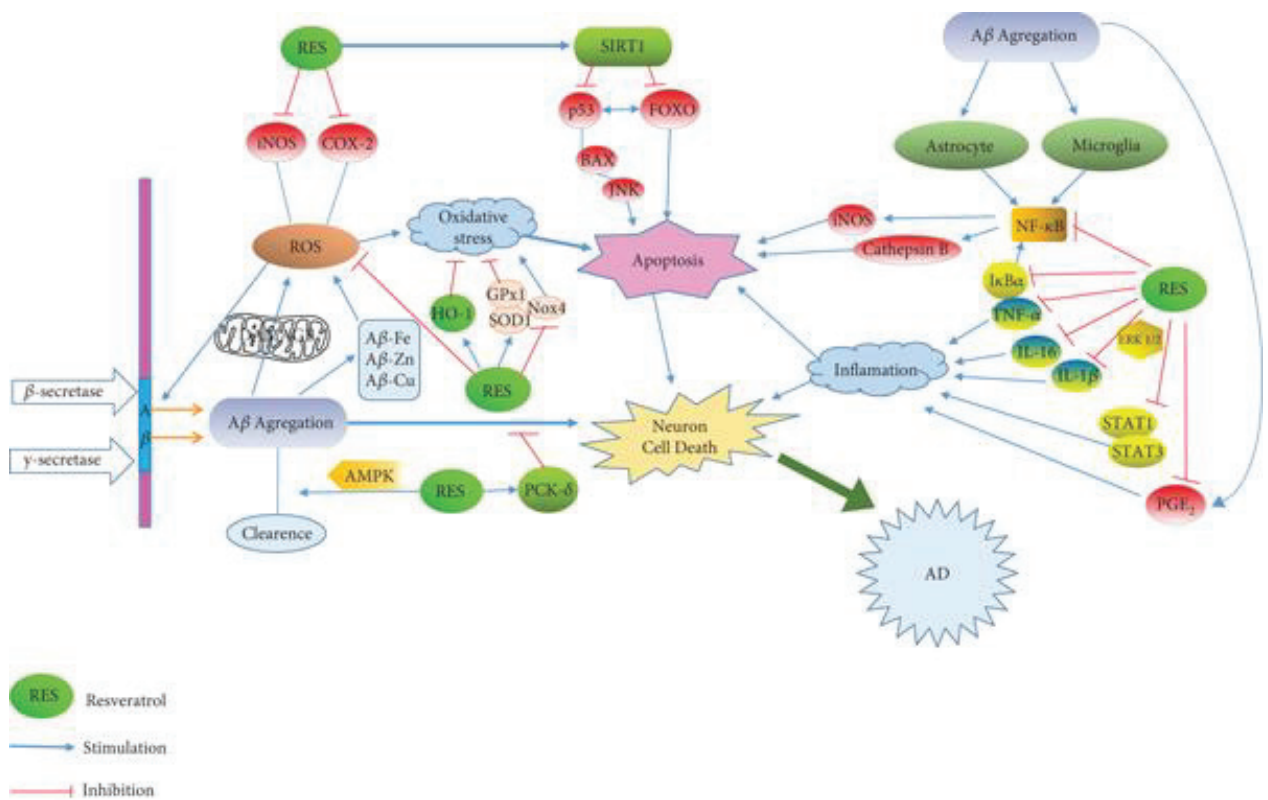 RES
SIRT1
Aβ Agregation
p53
FOXO
iNOS
COX-2
BAX
JNK
Astrocyte
Microglia
Oxidative
stress
ROS
Apoptosis
iNOS
NF-κB
Cathepsin B
IκBα
RES
TNF-α
HO-1
GPx1
SOD1
Nox4
Aβ-Fe
Aβ-Zn
Aβ-Cu
ERK 1/2
IL-16
IL-1β
Inflamation
RES
β-secretase
A
β
Aβ Agregation
Neuron
Cell Death
STAT1
STAT3
γ-secretase
AMPK
RES
PCK-δ
PGE₂
Clearence
AD
RES
Resveratrol
Stimulation
Inhibition